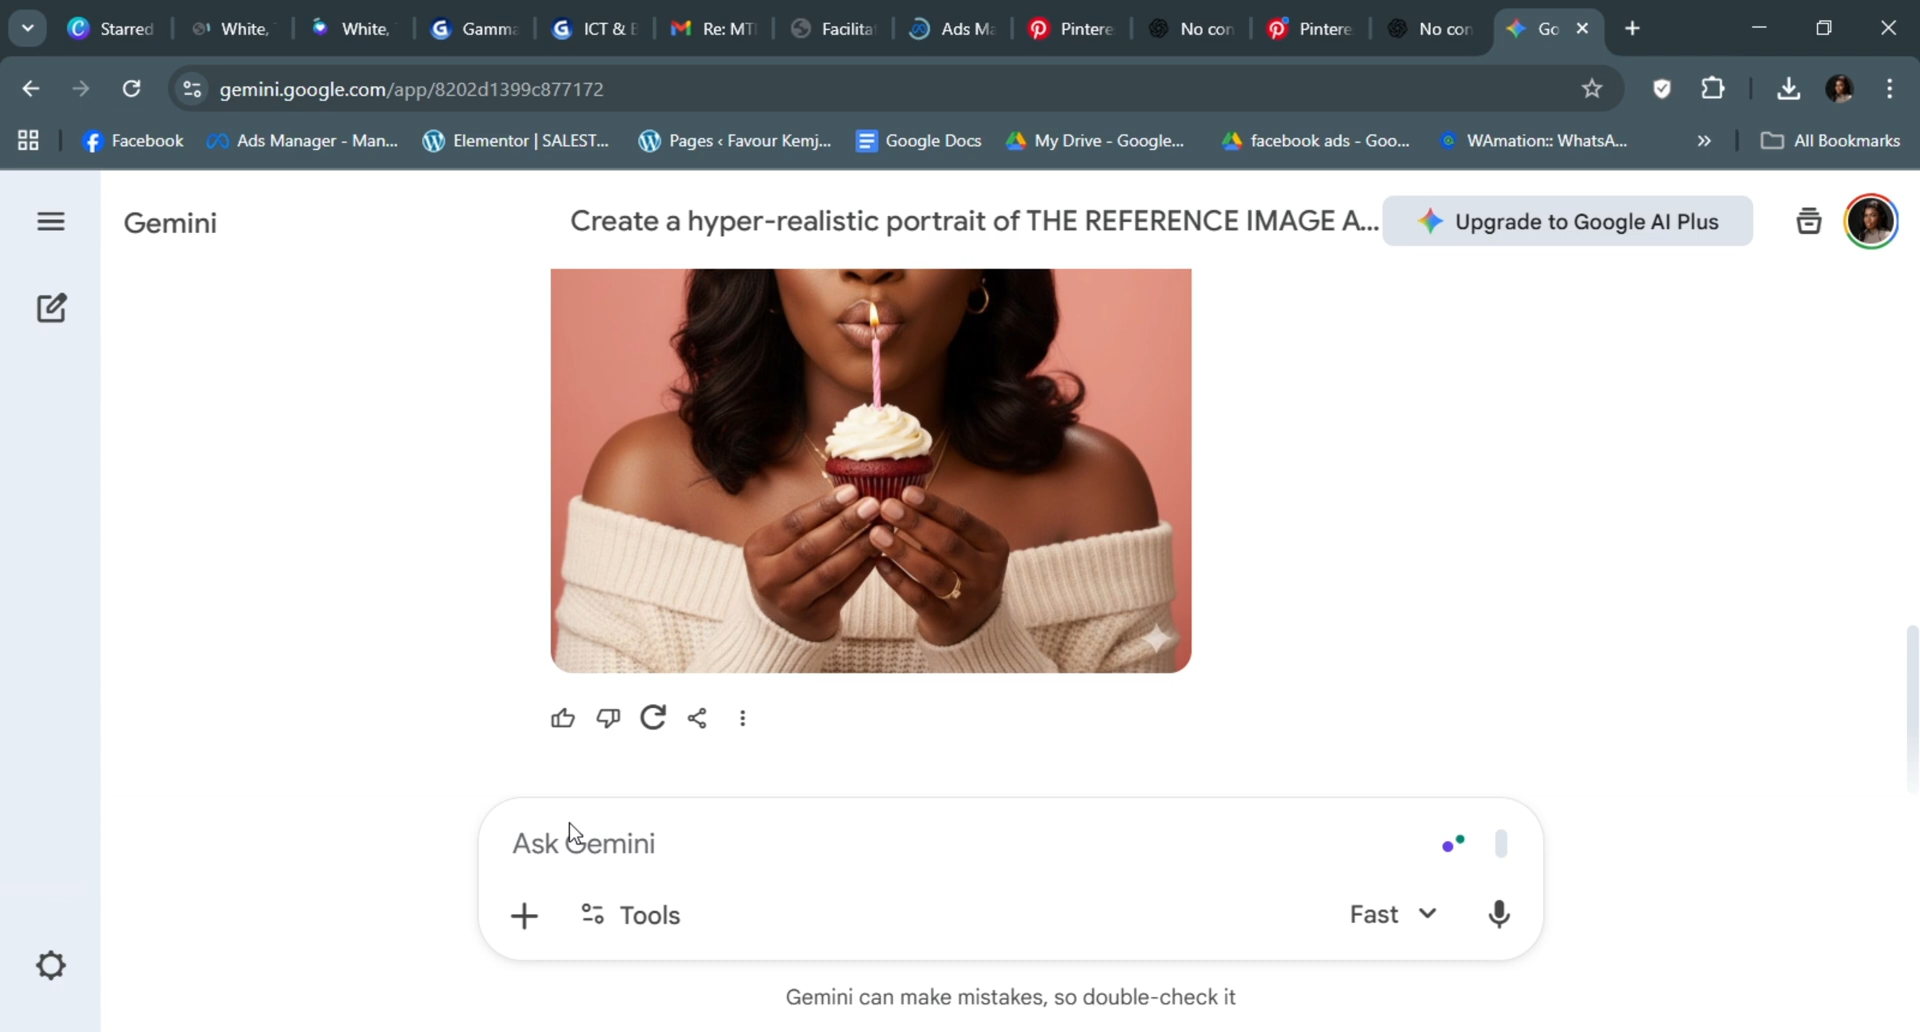 Starred
White,
White,
Gamma
ICT & B
Re: MT
Facilita
Ads Ma
Pintere
No con
Pintere
No con
Go
gemini.google.com/app/8202d1399c877172
Facebook
Ads Manager - Man...
Elementor | SALEST...
Pages ‹ Favour Kemj...
Google Docs
My Drive - Google...
facebook ads - Goo...
WAmation:: WhatsA...
All Bookmarks
Gemini
Create a hyper-realistic portrait of THE REFERENCE IMAGE A...
Upgrade to Google AI Plus
Ask Gemini
Tools
Fast
Gemini can make mistakes, so double-check it